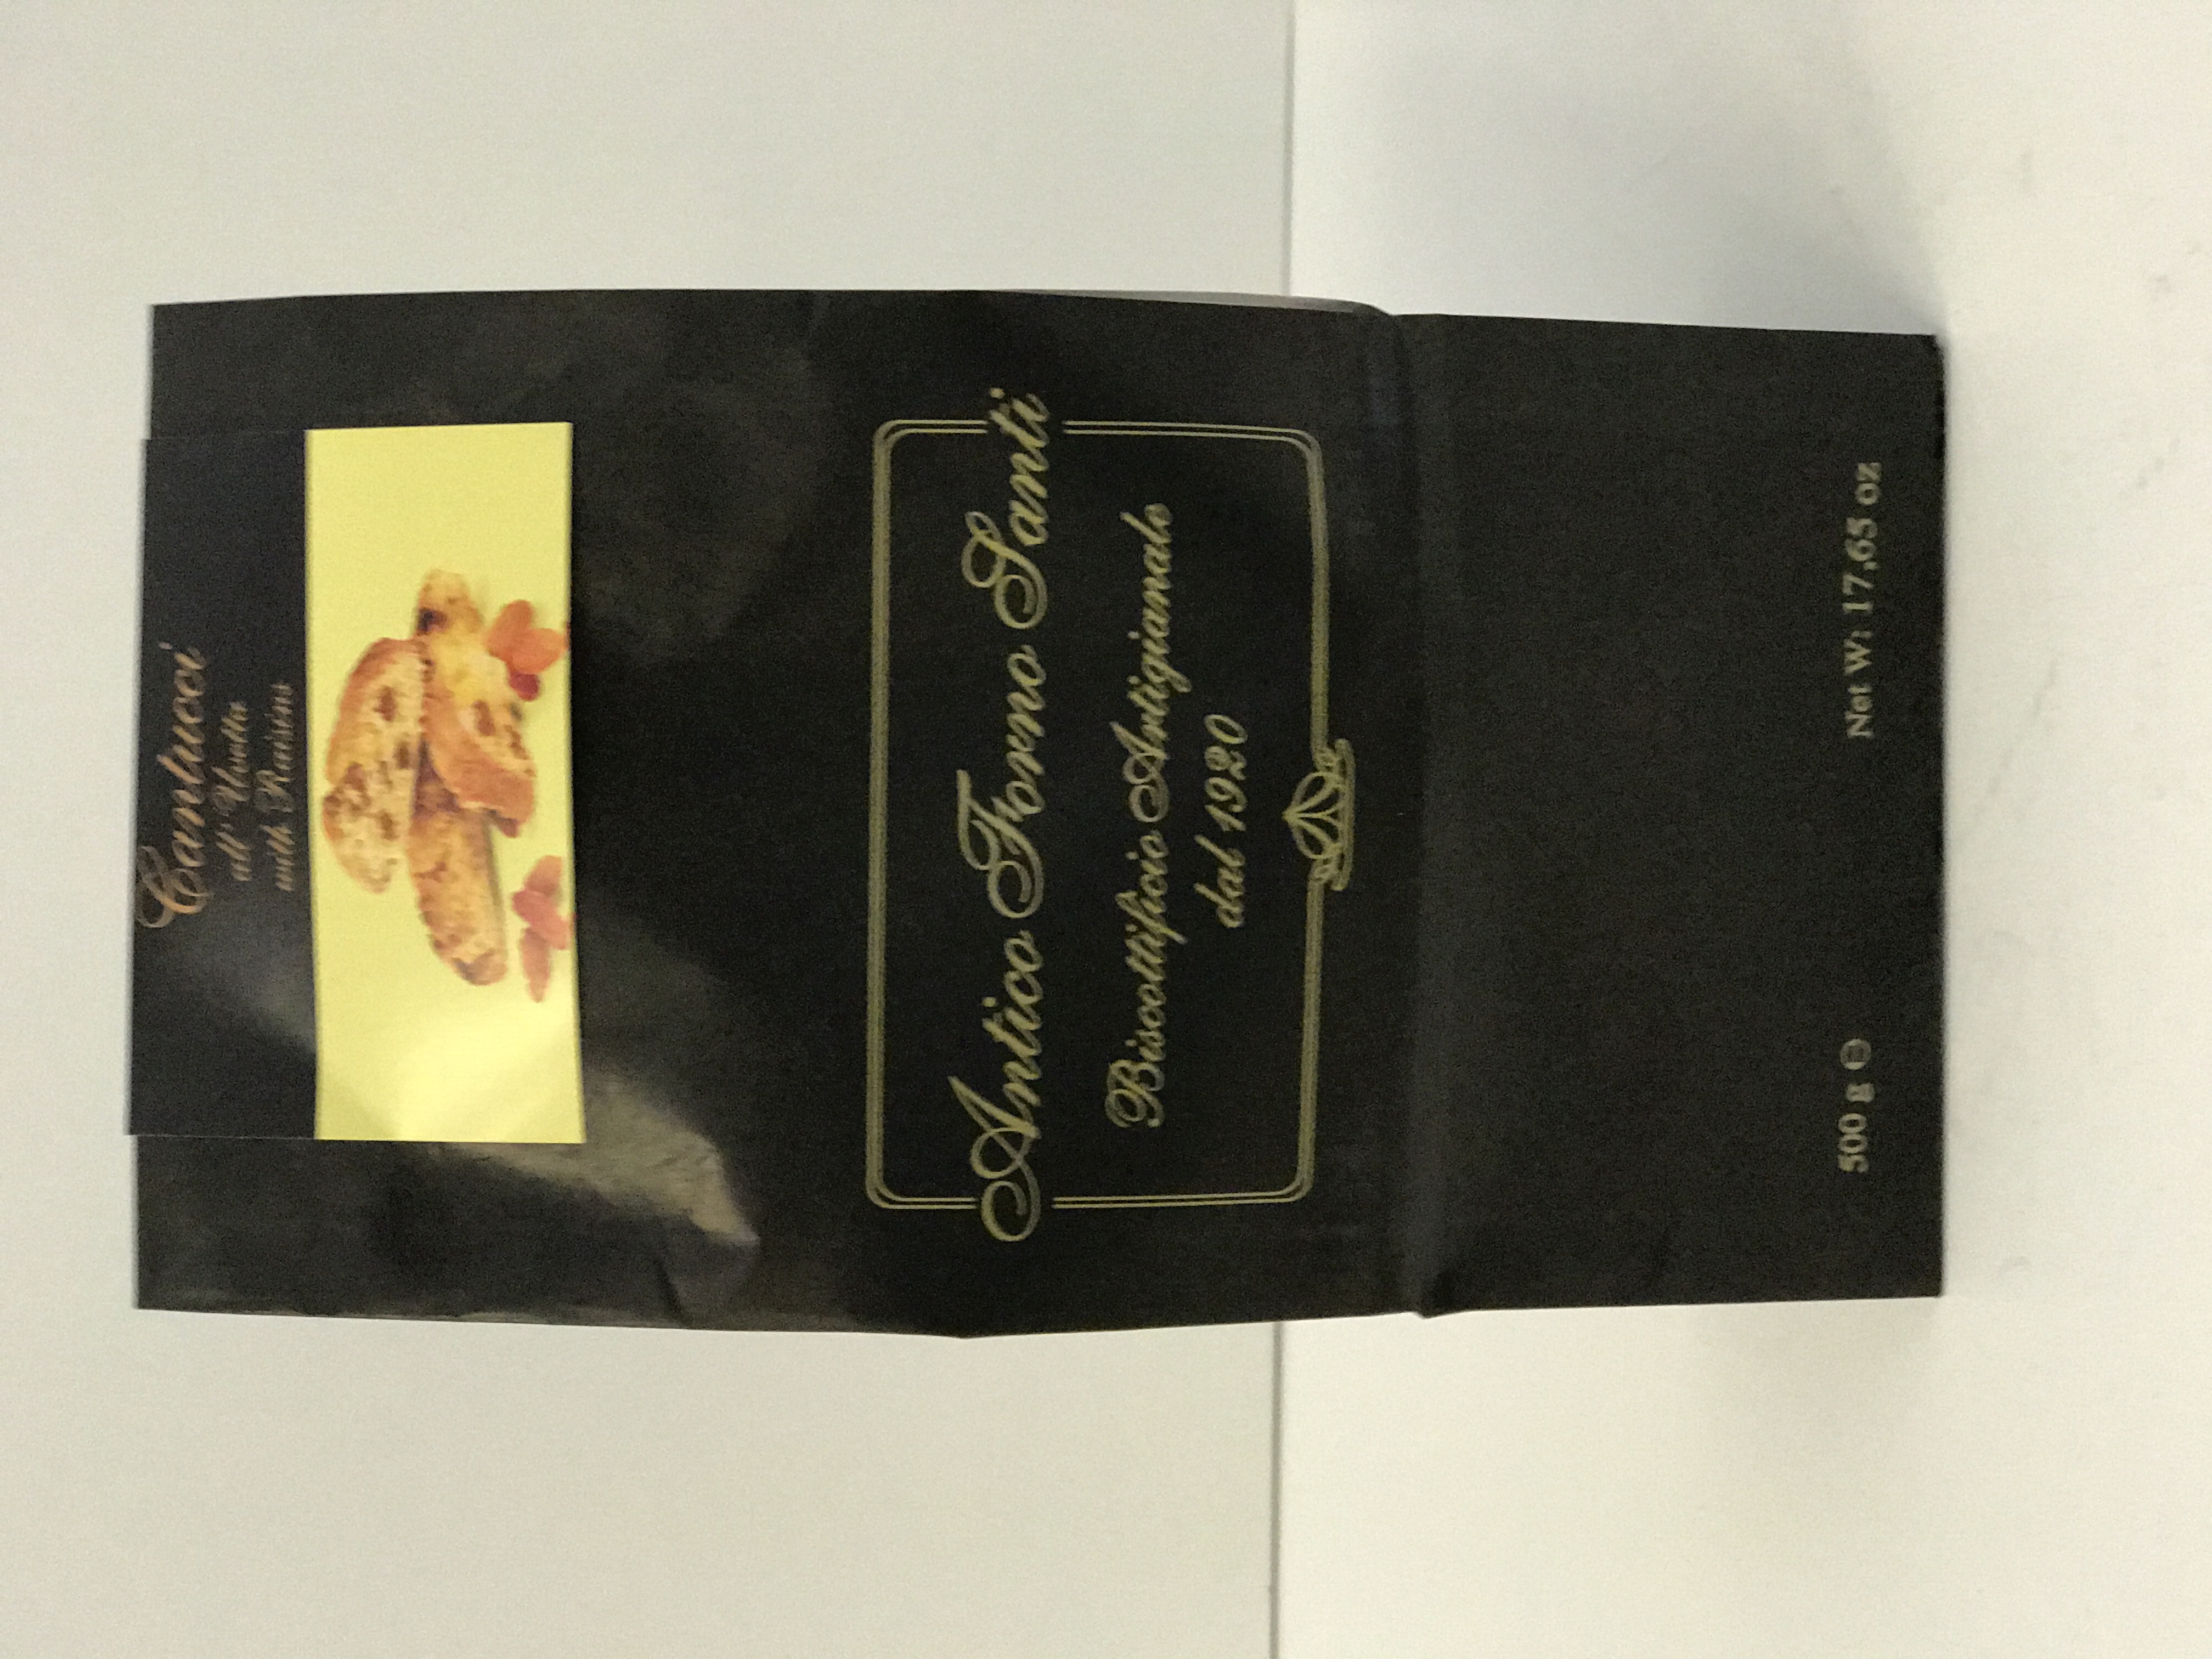 Cantucci
all'Uvetta
with Raisins
Antico Forno Santi
Biscottificio Artigianale
dal 1920
500 g ℮ Net W: 17,65 oz